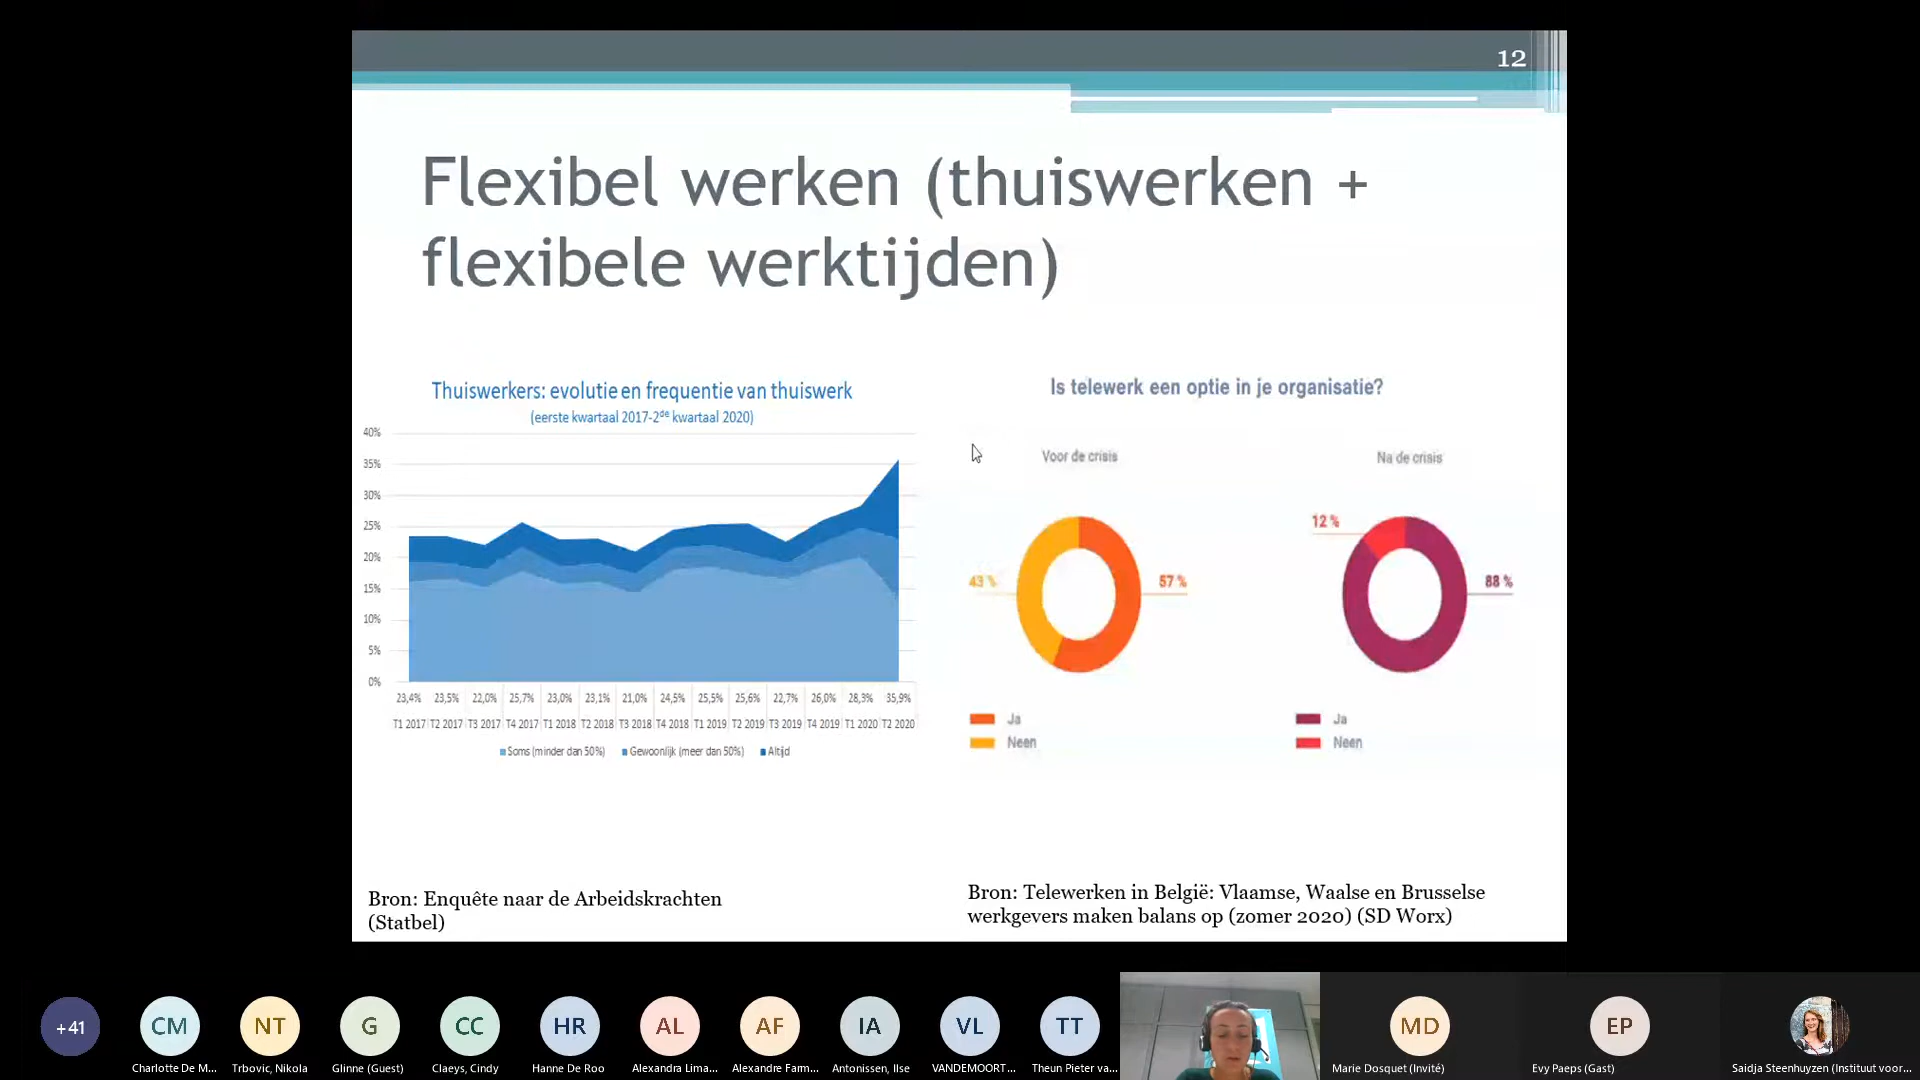 12
Flexibel werken (thuiswerken +
flexibele werktijden)
Thuiswerkers: evolutie en frequentie van thuiswerk
(eerste kwartaal 2017-2de kwartaal 2020)
40%
35%
30%
25%
20%
15%
10%
5%
0%
23,4% 23,5% 22,0% 25,7% 23,0% 23,1% 21,0% 24,5% 25,5% 25,6% 22,7% 26,0% 28,3% 35,9%
T1 2017 T2 2017 T3 2017 T4 2017 T1 2018 T2 2018 T3 2018 T4 2018 T1 2019 T2 2019 T3 2019 T4 2019 T1 2020 T2 2020
Soms (minder dan 50%) Gewoonlijk (meer dan 50%) Altijd
Is telewerk een optie in je organisatie?
Voor de crisis
Na de crisis
43 %
57 %
12 %
88 %
Ja
Neen
Ja
Neen
Bron: Enquête naar de Arbeidskrachten
(Statbel)
Bron: Telewerken in België: Vlaamse, Waalse en Brusselse
werkgevers maken balans op (zomer 2020) (SD Worx)
+41 CM NT G CC HR AL AF IA VL TT MD EP
Charlotte De M... Trbovic, Nikola Glinne (Guest) Claeys, Cindy Hanne De Roo Alexandra Lima... Alexandre Farm... Antonissen, Ilse VANDEMOORT... Theun Pieter va... Marie Dosquet (Invité) Evy Paeps (Gast) Saidja Steenhuyzen (Instituut voor...